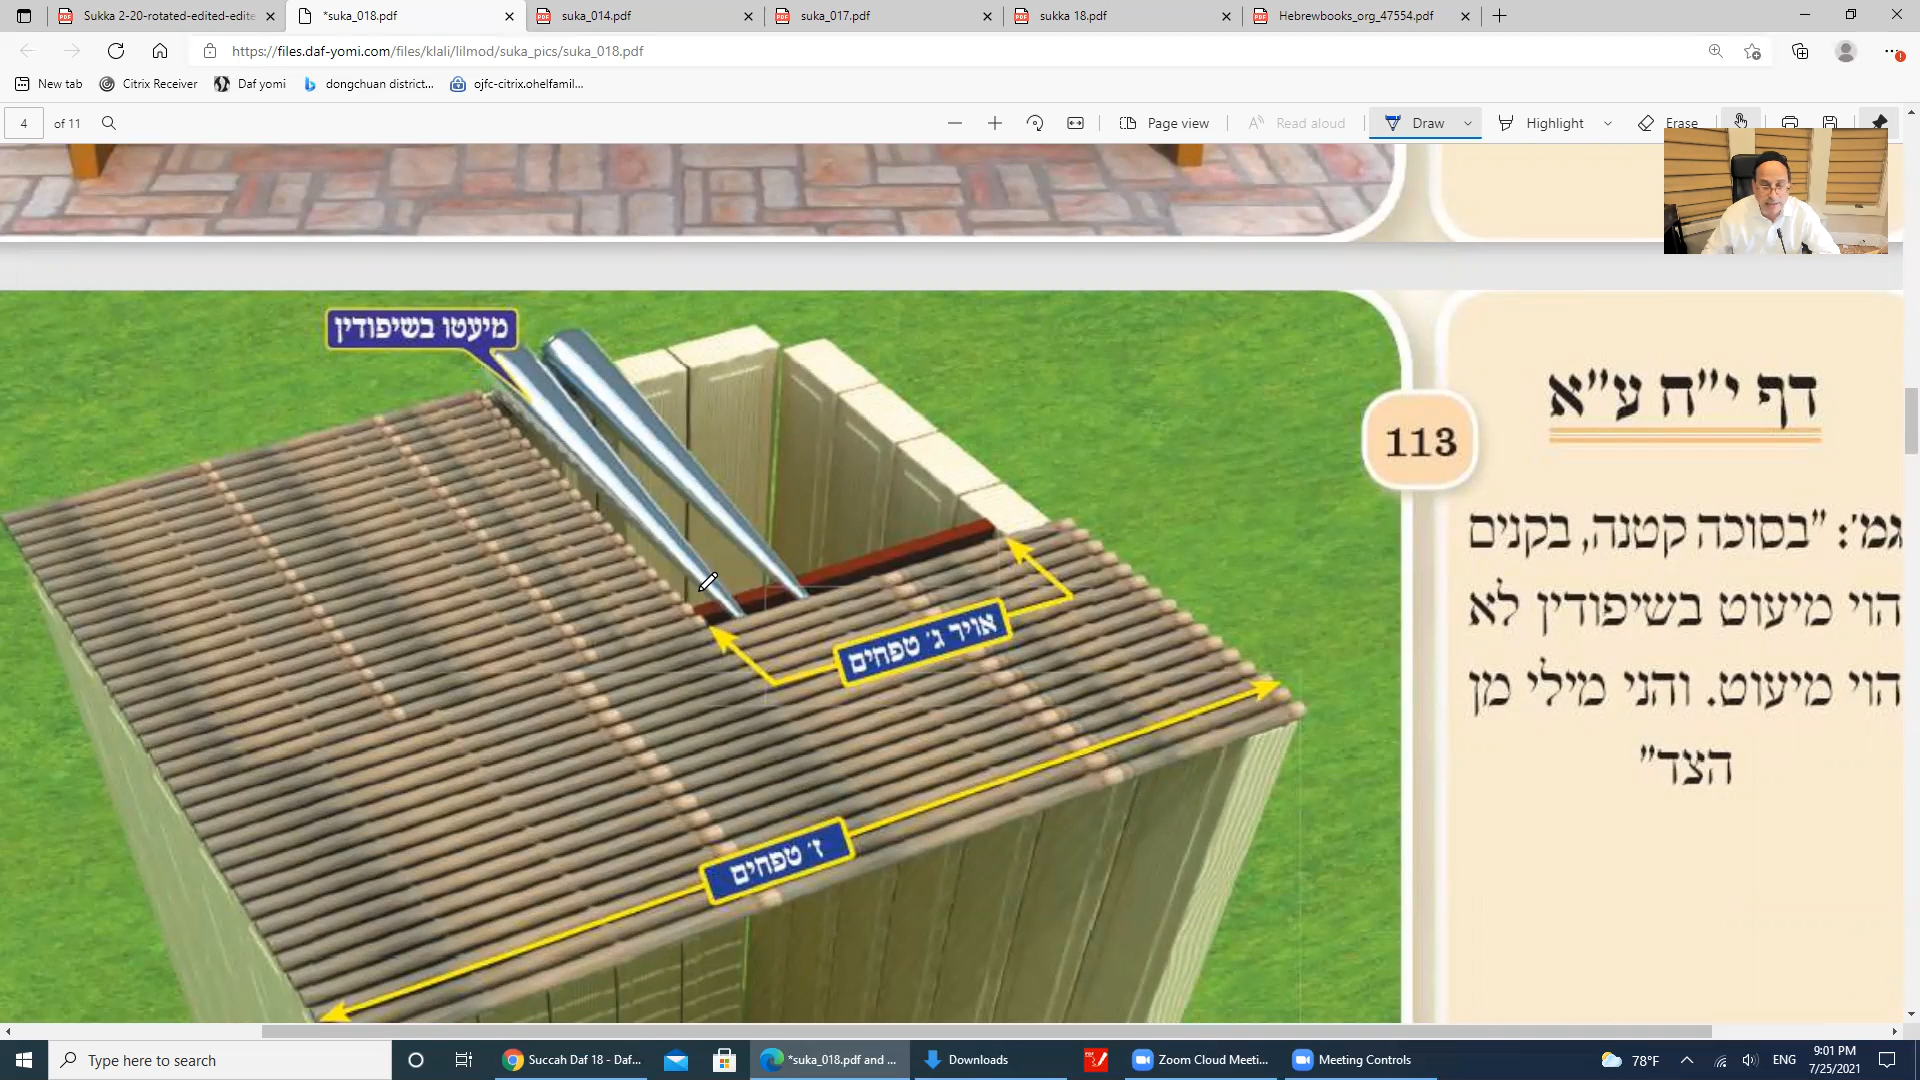 Sukka 2-20-rotated-edited-edite
*suka_018.pdf
suka_014.pdf
suka_017.pdf
sukka 18.pdf
Hebrewbooks_org_47554.pdf
https://files.daf-yomi.com/files/klali/lilmod/suka_pics/suka_018.pdf
New tab
Citrix Receiver
Daf yomi
dongchuan district...
ojfc-citrix.ohelfamil...
4 of 11
Page view
Read aloud
Draw
Highlight
Erase
מיעטו בשיפודין
אויר ג׳ טפחים
ז׳ טפחים
113
דף י״ח ע״א
גמ׳: "בסוכה קטנה, בקנים
הוי מיעוט בשיפודין לא
הוי מיעוט. והני מילי מן
הצד"
Type here to search
Succah Daf 18 - Daf...
*suka_018.pdf and ...
Downloads
Zoom Cloud Meeti...
Meeting Controls
78°F
ENG
9:01 PM
7/25/2021